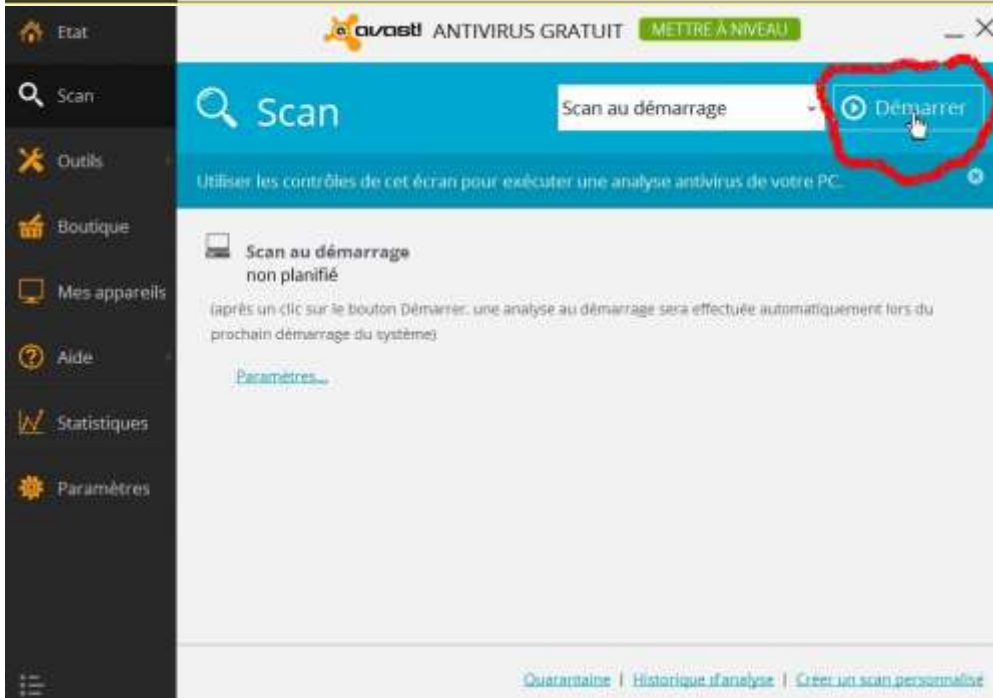 Etat
avast! ANTIVIRUS GRATUIT METTRE À NIVEAU
Scan
Scan
Scan au démarrage
Démarrer
Outils
Utiliser les contrôles de cet écran pour exécuter une analyse antivirus de votre PC.
Boutique
Scan au démarrage
non planifié
Mes appareils
(après un clic sur le bouton Démarrer, une analyse au démarrage sera effectuée automatiquement lors du
prochain démarrage du système)
Aide
Paramètres...
Statistiques
Paramètres
Quarantaine | Historique d'analyse | Créer un scan personnalisé